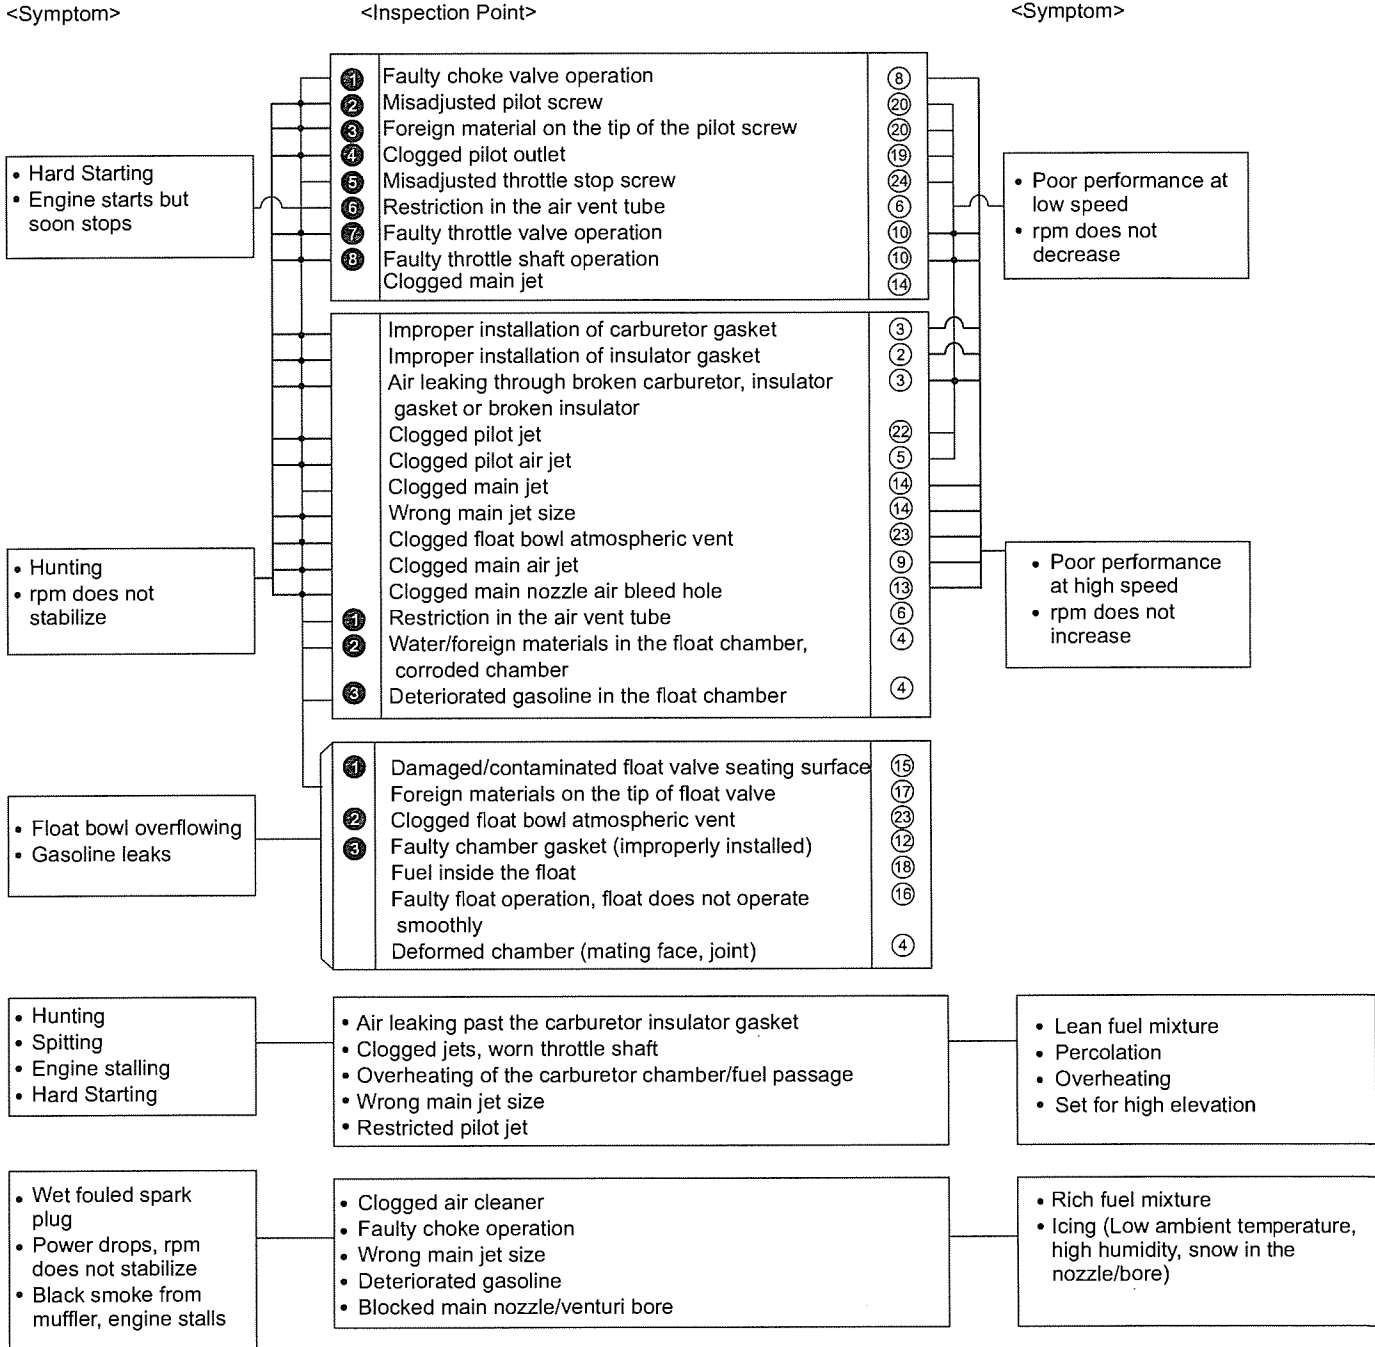 <Symptom> <Inspection Point> <Symptom>
• Hard Starting
• Engine starts but
soon stops
❶ Faulty choke valve operation ⑧
❷ Misadjusted pilot screw ⑳
❸ Foreign material on the tip of the pilot screw ⑳
❹ Clogged pilot outlet ⑲
❺ Misadjusted throttle stop screw ㉔
❻ Restriction in the air vent tube ⑥
❼ Faulty throttle valve operation ⑩
❽ Faulty throttle shaft operation ⑩
Clogged main jet ⑭
• Poor performance at
low speed
• rpm does not
decrease
• Hunting
• rpm does not
stabilize
Improper installation of carburetor gasket ③
Improper installation of insulator gasket ②
Air leaking through broken carburetor, insulator ③
gasket or broken insulator
Clogged pilot jet ㉒
Clogged pilot air jet ⑤
Clogged main jet ⑭
Wrong main jet size ⑭
Clogged float bowl atmospheric vent ㉓
Clogged main air jet ⑨
Clogged main nozzle air bleed hole ⑬
❶ Restriction in the air vent tube ⑥
❷ Water/foreign materials in the float chamber, ④
corroded chamber
❸ Deteriorated gasoline in the float chamber ④
• Poor performance
at high speed
• rpm does not
increase
• Float bowl overflowing
• Gasoline leaks
❶ Damaged/contaminated float valve seating surface ⑮
Foreign materials on the tip of float valve ⑰
❷ Clogged float bowl atmospheric vent ㉓
❸ Faulty chamber gasket (improperly installed) ⑫
Fuel inside the float ⑱
Faulty float operation, float does not operate ⑯
smoothly
Deformed chamber (mating face, joint) ④
• Hunting
• Spitting
• Engine stalling
• Hard Starting
• Air leaking past the carburetor insulator gasket
• Clogged jets, worn throttle shaft
• Overheating of the carburetor chamber/fuel passage
• Wrong main jet size
• Restricted pilot jet
• Lean fuel mixture
• Percolation
• Overheating
• Set for high elevation
• Wet fouled spark
plug
• Power drops, rpm
does not stabilize
• Black smoke from
muffler, engine stalls
• Clogged air cleaner
• Faulty choke operation
• Wrong main jet size
• Deteriorated gasoline
• Blocked main nozzle/venturi bore
• Rich fuel mixture
• Icing (Low ambient temperature,
high humidity, snow in the
nozzle/bore)